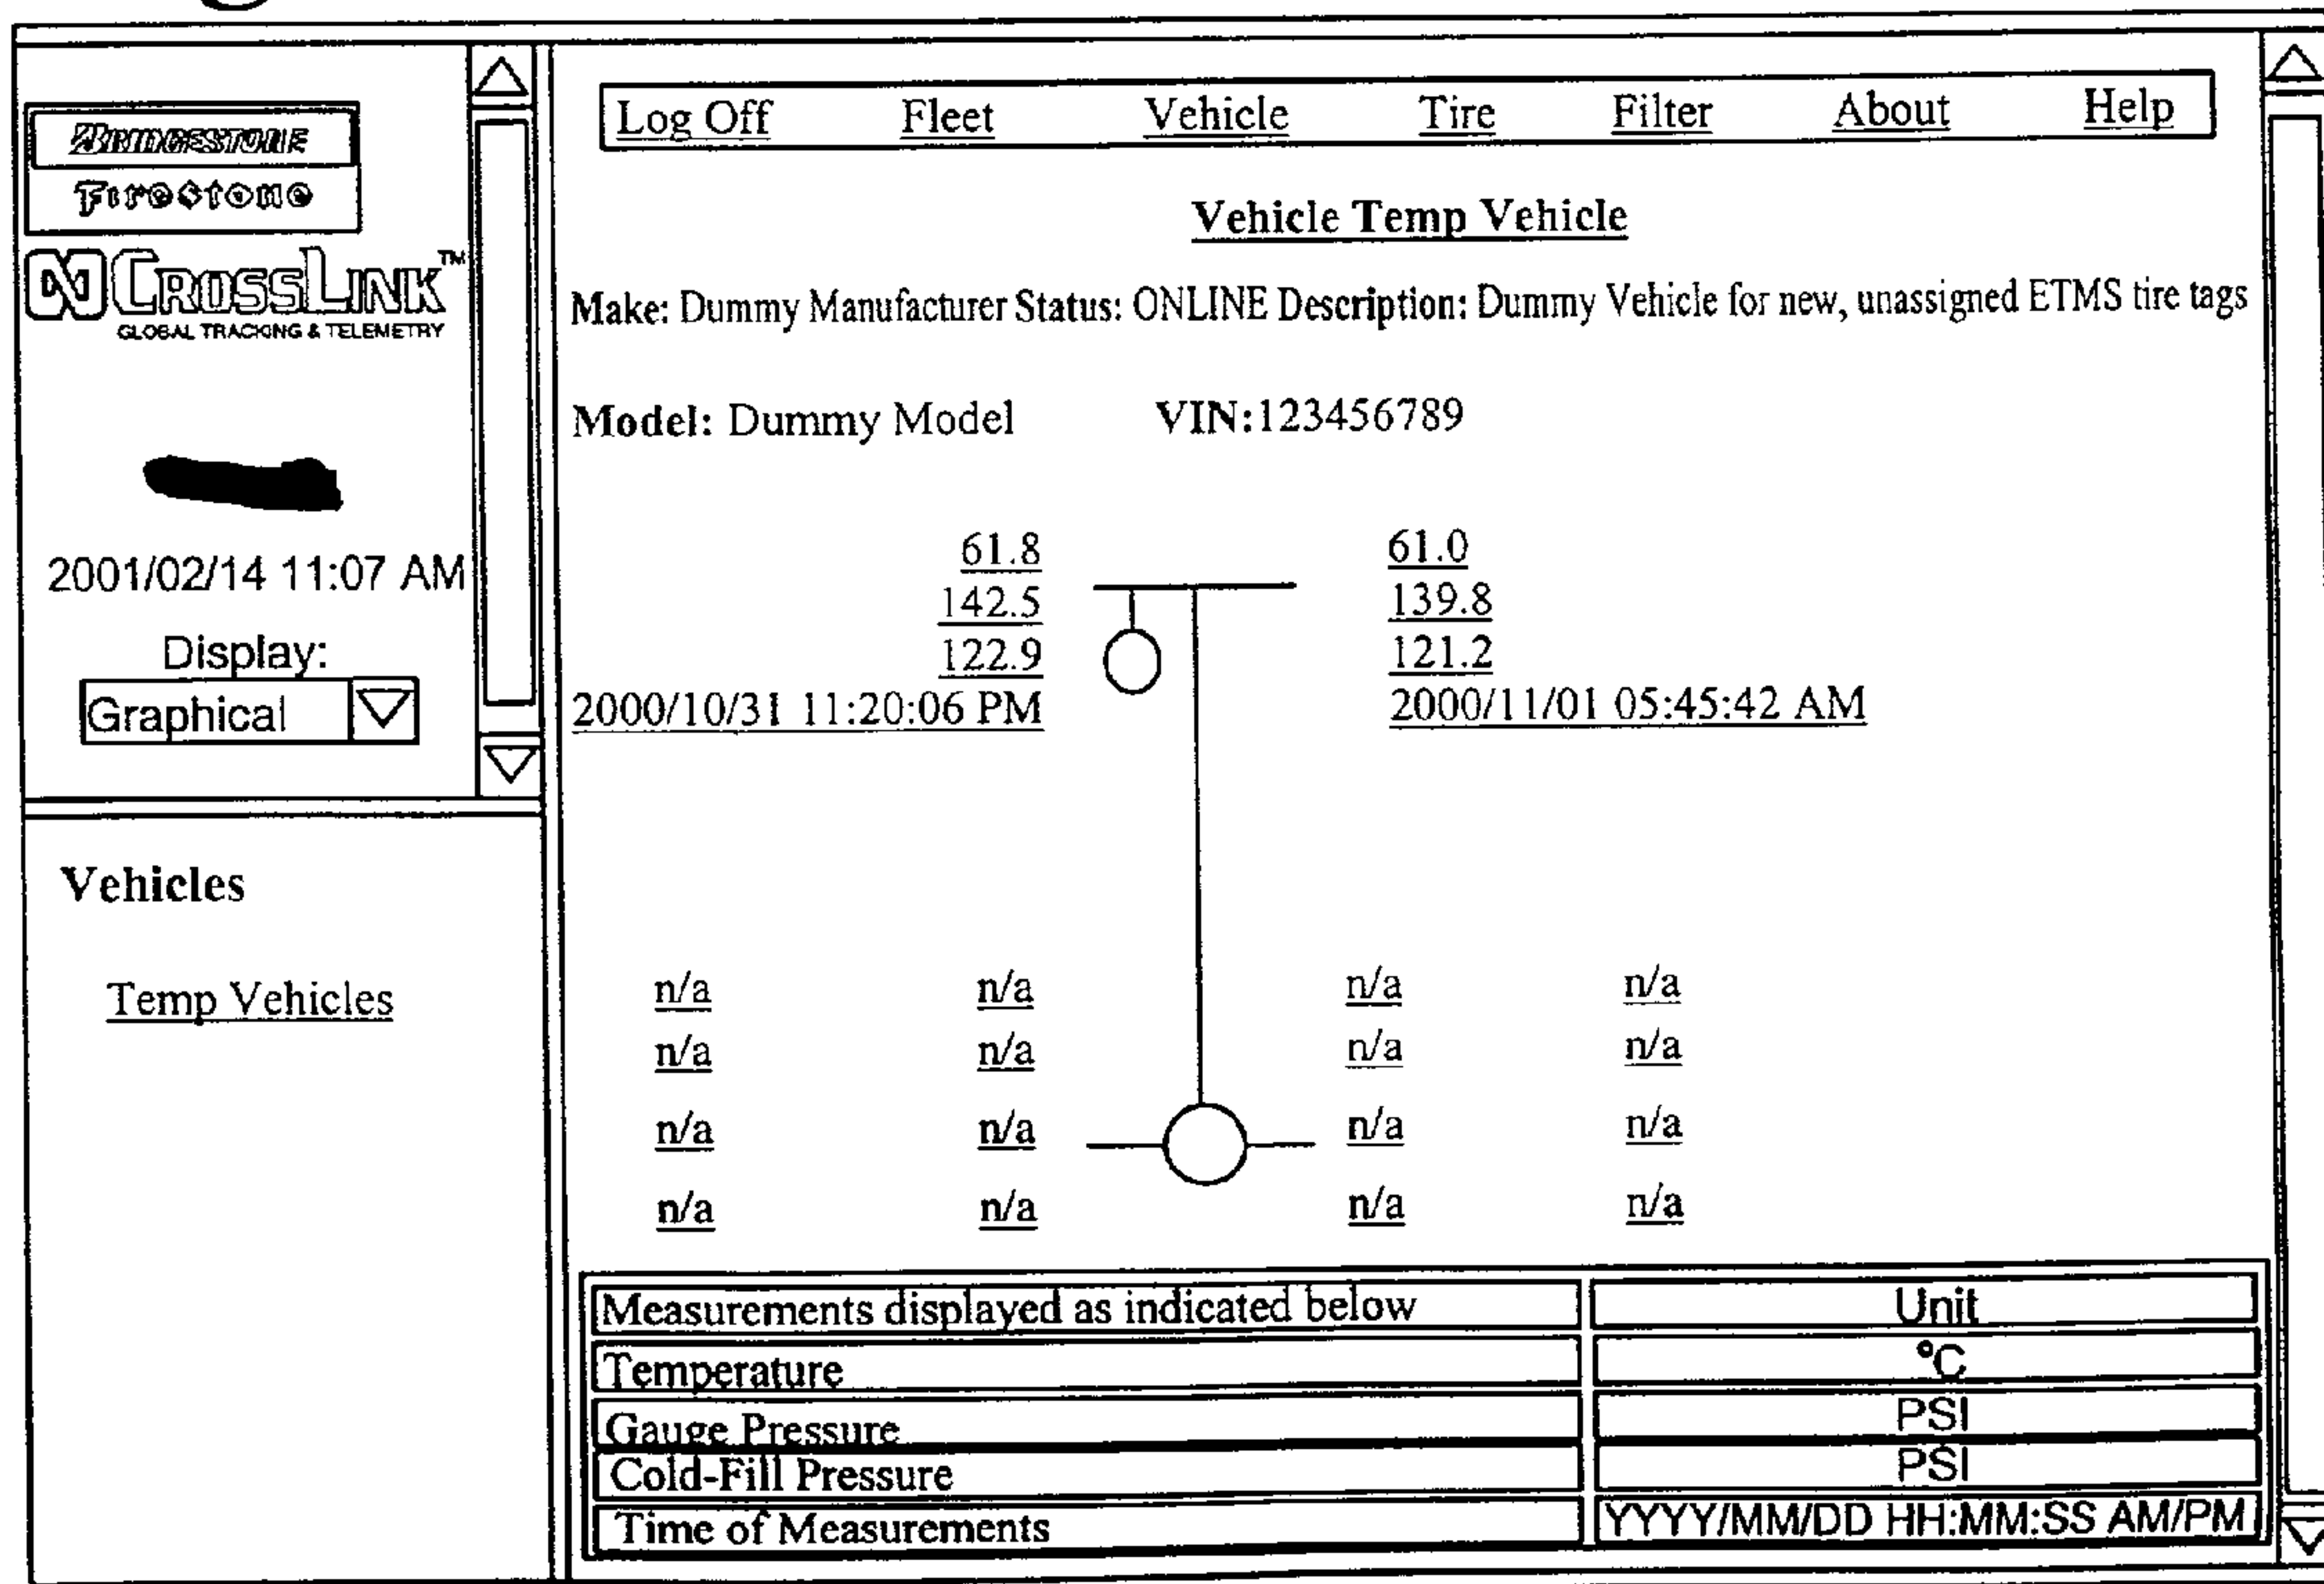 BRIDGESTONE
Firestone
CROSSLINK™
GLOBAL TRACKING & TELEMETRY
2001/02/14 11:07 AM
Display:
Graphical
Vehicles
Temp Vehicles
Log Off Fleet Vehicle Tire Filter About Help
Vehicle Temp Vehicle
Make: Dummy Manufacturer Status: ONLINE Description: Dummy Vehicle for new, unassigned ETMS tire tags
Model: Dummy Model VIN:123456789
61.8 61.0
142.5 139.8
122.9 121.2
2000/10/31 11:20:06 PM 2000/11/01 05:45:42 AM
n/a n/a n/a n/a
n/a n/a n/a n/a
n/a n/a n/a n/a
n/a n/a n/a n/a
Measurements displayed as indicated below Unit
Temperature °C
Gauge Pressure PSI
Cold-Fill Pressure PSI
Time of Measurements YYYY/MM/DD HH:MM:SS AM/PM